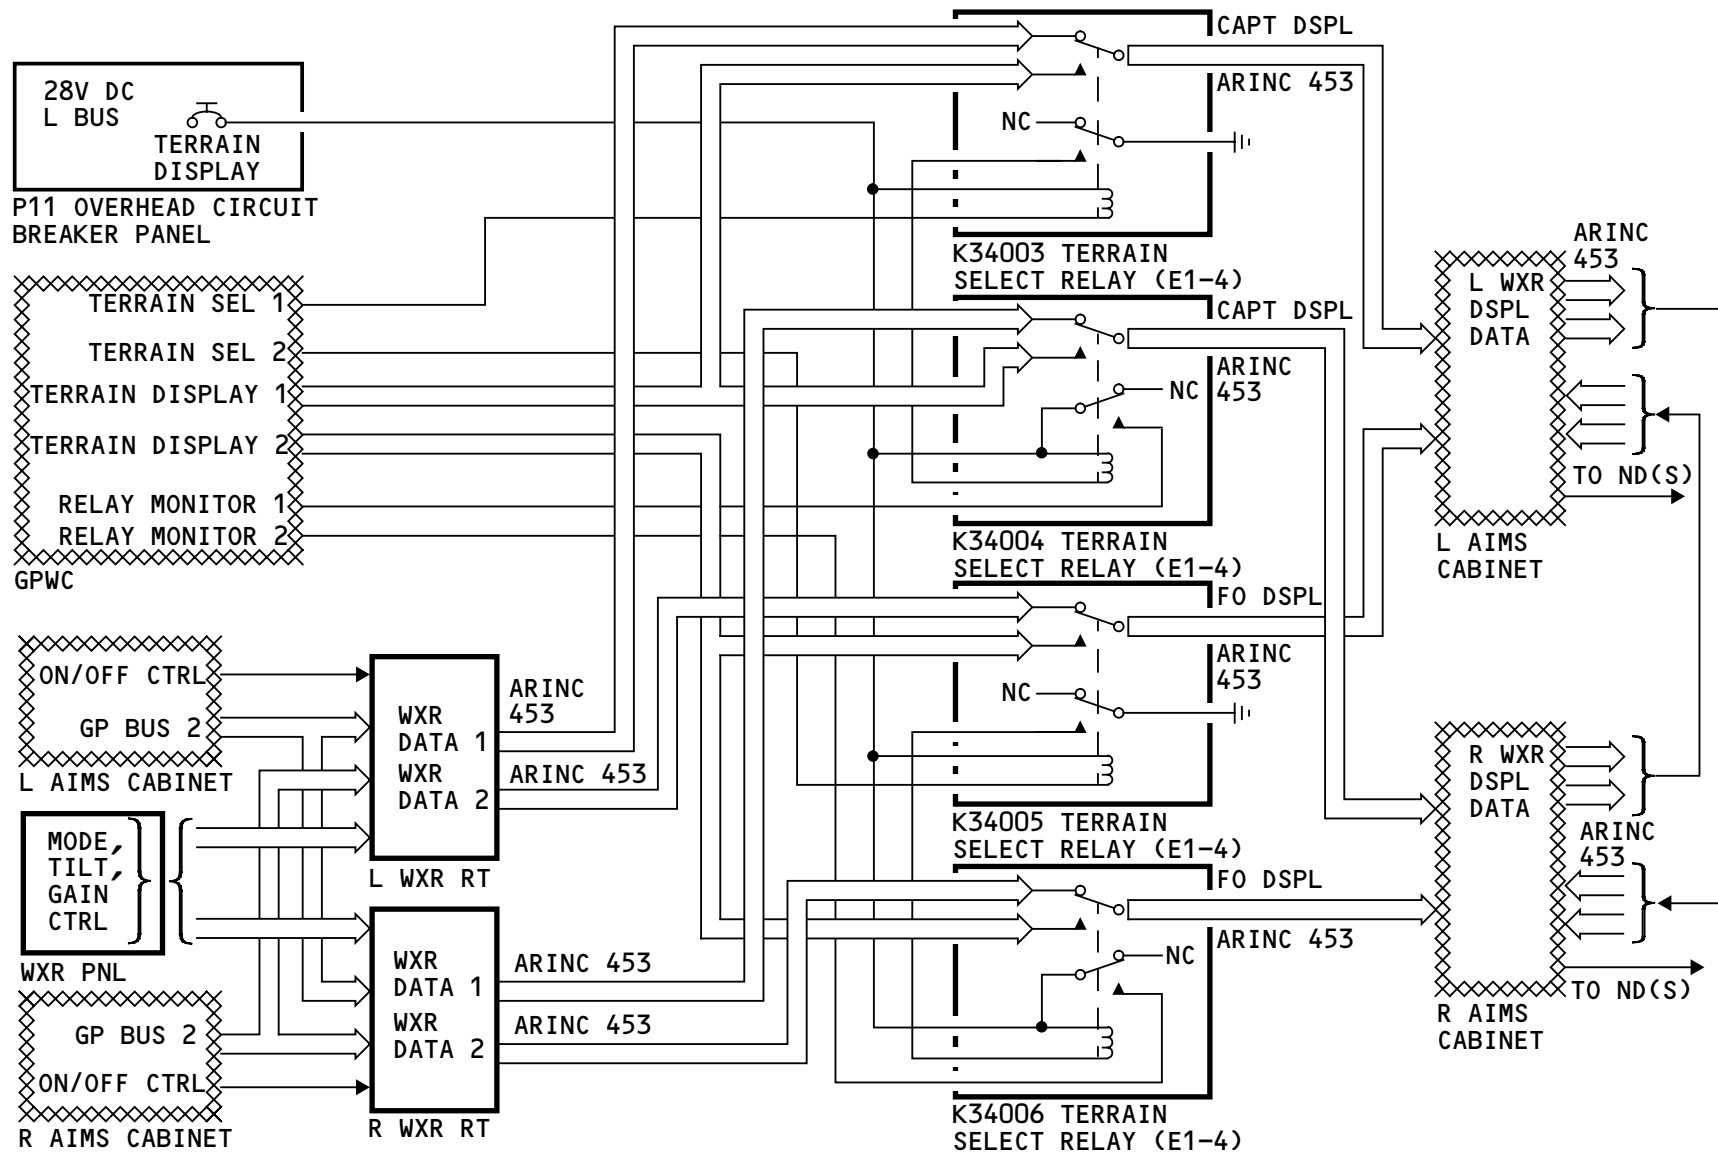 28V DC
L BUS
TERRAIN
DISPLAY
P11 OVERHEAD CIRCUIT
BREAKER PANEL
TERRAIN SEL 1
TERRAIN SEL 2
TERRAIN DISPLAY 1
TERRAIN DISPLAY 2
RELAY MONITOR 1
RELAY MONITOR 2
GPWC
ON/OFF CTRL
GP BUS 2
L AIMS CABINET
MODE,
TILT,
GAIN
CTRL
WXR PNL
GP BUS 2
ON/OFF CTRL
R AIMS CABINET
WXR
DATA 1
WXR
DATA 2
L WXR RT
ARINC
453
ARINC 453
WXR
DATA 1
WXR
DATA 2
R WXR RT
ARINC 453
ARINC 453
CAPT DSPL
ARINC 453
NC
K34003 TERRAIN
SELECT RELAY (E1-4)
CAPT DSPL
ARINC
453
NC
K34004 TERRAIN
SELECT RELAY (E1-4)
FO DSPL
ARINC
453
NC
K34005 TERRAIN
SELECT RELAY (E1-4)
FO DSPL
ARINC 453
NC
K34006 TERRAIN
SELECT RELAY (E1-4)
ARINC
453
L WXR
DSPL
DATA
TO ND(S)
L AIMS
CABINET
R WXR
DSPL
DATA
ARINC
453
TO ND(S)
R AIMS
CABINET